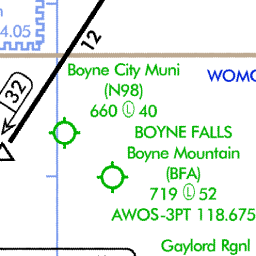 4.05
12
32
Boyne City Muni
(N98)
660 Ⓛ 40
WOMC
BOYNE FALLS
Boyne Mountain
(BFA)
719 Ⓛ 52
AWOS-3PT 118.675
Gaylord Rgnl